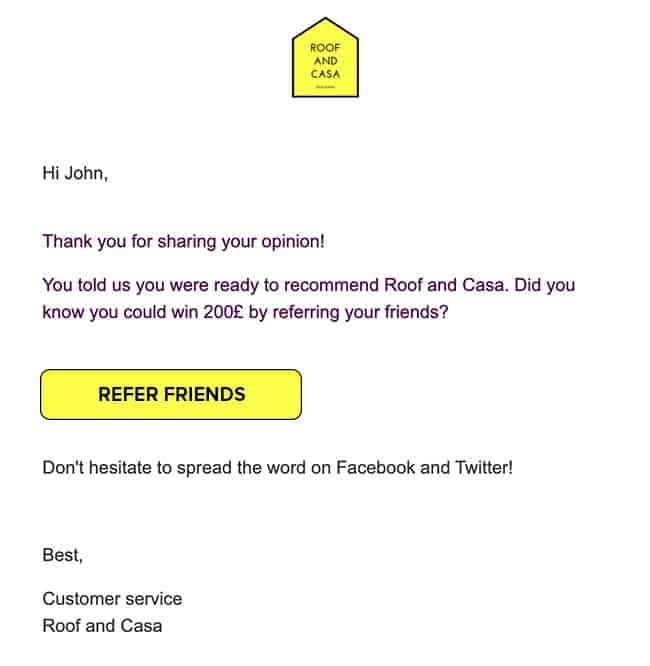 ROOF
AND
CASA
Hi John,
Thank you for sharing your opinion!
You told us you were ready to recommend Roof and Casa. Did you
know you could win 200£ by referring your friends?
REFER FRIENDS
Don't hesitate to spread the word on Facebook and Twitter!
Best,
Customer service
Roof and Casa